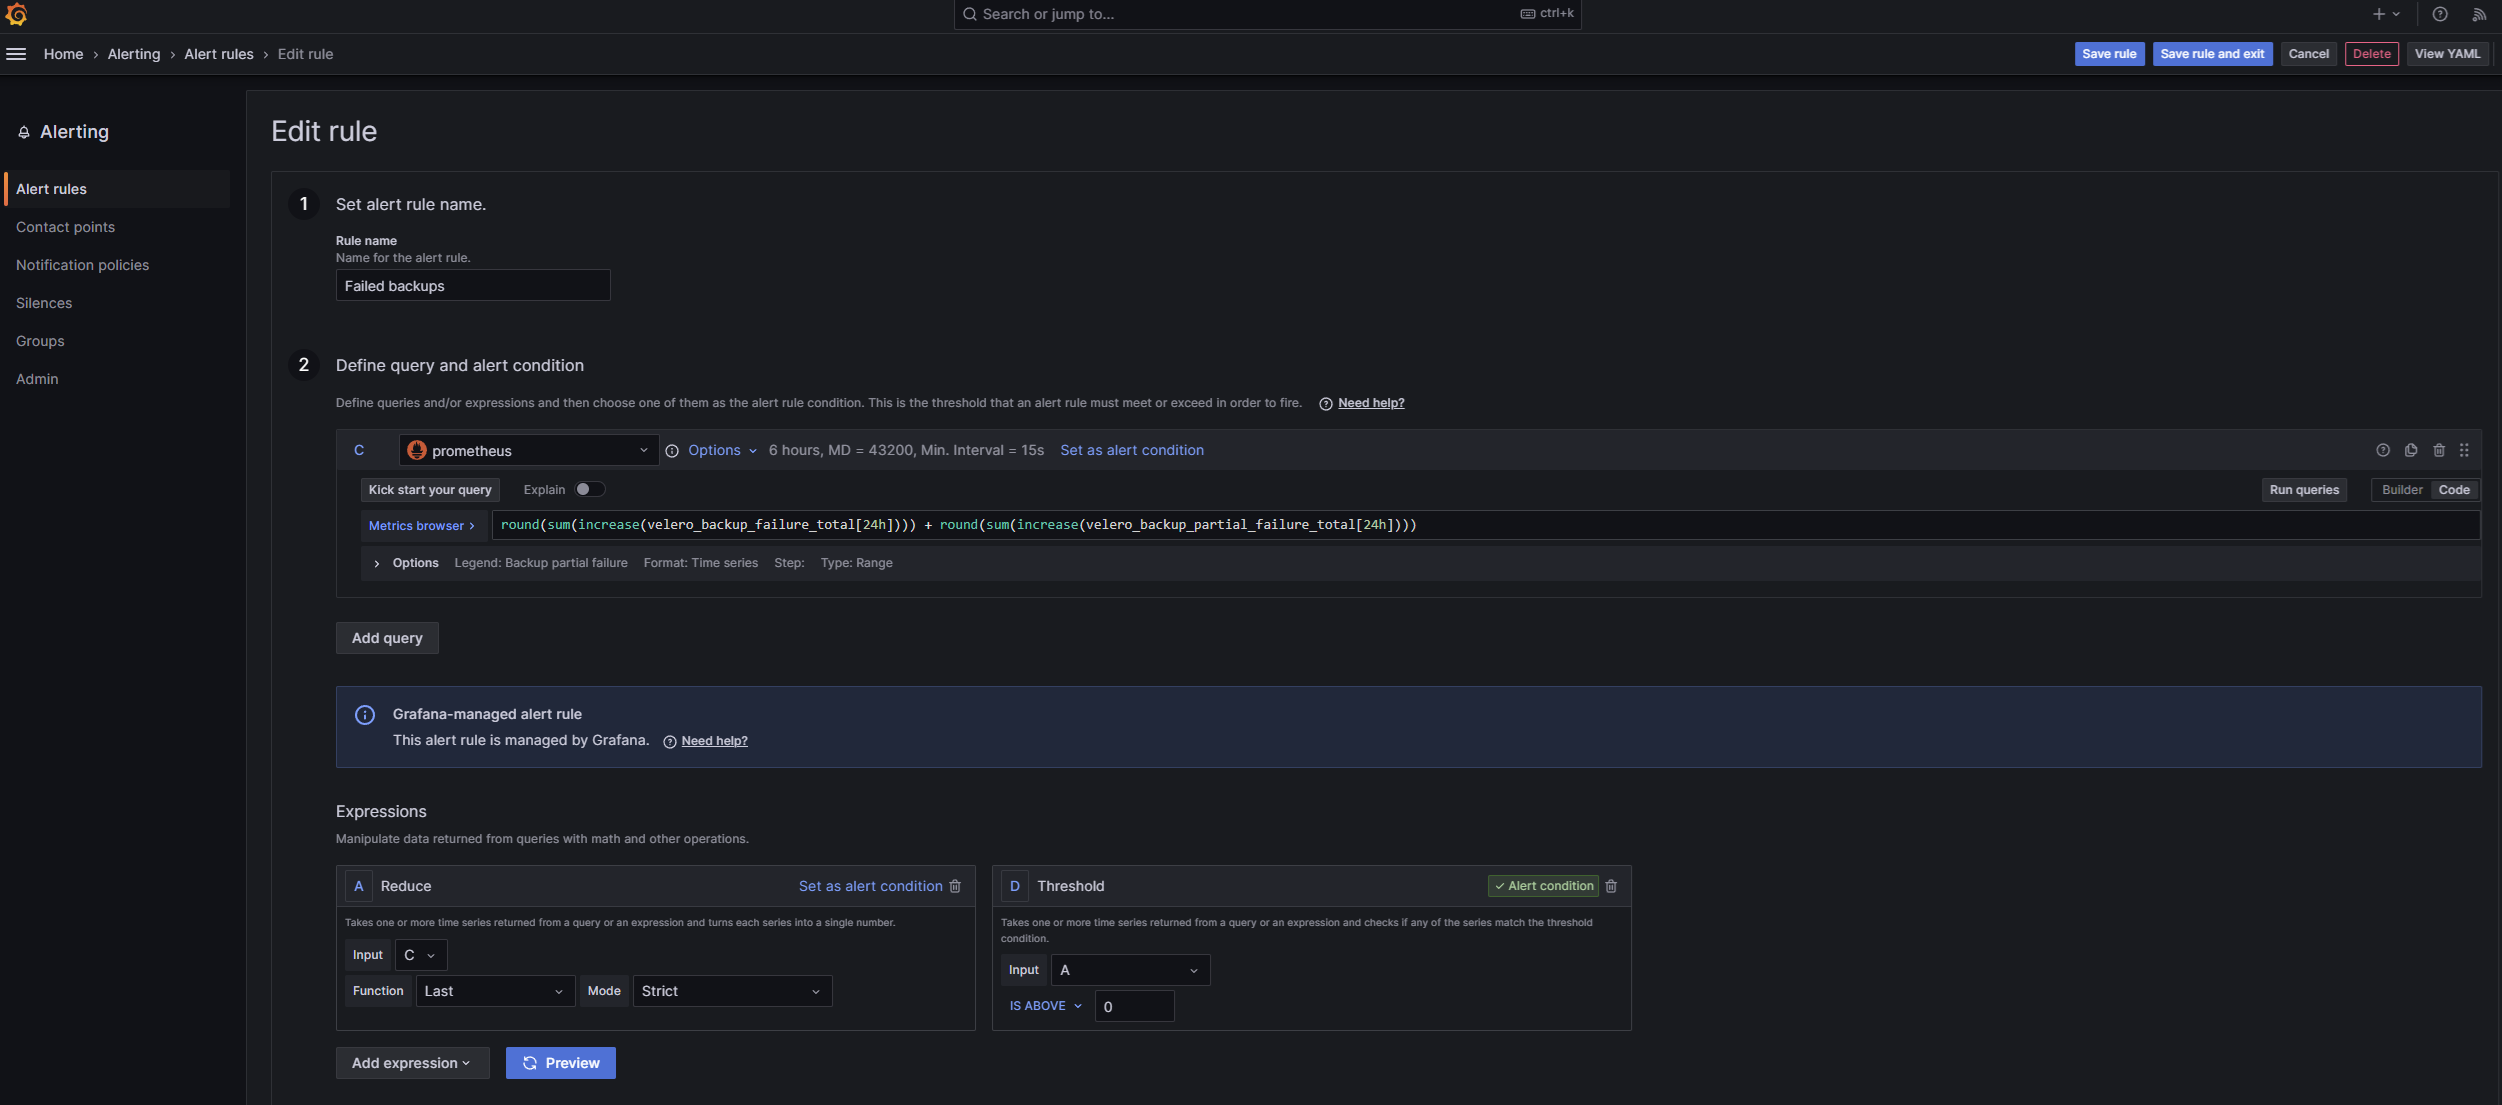 Search or jump to...
ctrl+k
Home > Alerting > Alert rules > Edit rule
Save rule
Save rule and exit
Cancel
Delete
View YAML
Alerting
Alert rules
Contact points
Notification policies
Silences
Groups
Admin
Edit rule
1 Set alert rule name.
Rule name
Name for the alert rule.
Failed backups
2 Define query and alert condition
Define queries and/or expressions and then choose one of them as the alert rule condition. This is the threshold that an alert rule must meet or exceed in order to fire. Need help?
C prometheus Options 6 hours, MD = 43200, Min. Interval = 15s Set as alert condition
Kick start your query Explain Run queries Builder Code
Metrics browser > round(sum(increase(velero_backup_failure_total[24h]))) + round(sum(increase(velero_backup_partial_failure_total[24h])))
> Options Legend: Backup partial failure Format: Time series Step: Type: Range
Add query
Grafana-managed alert rule
This alert rule is managed by Grafana. Need help?
Expressions
Manipulate data returned from queries with math and other operations.
A Reduce Set as alert condition
Takes one or more time series returned from a query or an expression and turns each series into a single number.
Input C
Function Last Mode Strict
D Threshold Alert condition
Takes one or more time series returned from a query or an expression and checks if any of the series match the threshold
condition.
Input A
IS ABOVE 0
Add expression
Preview